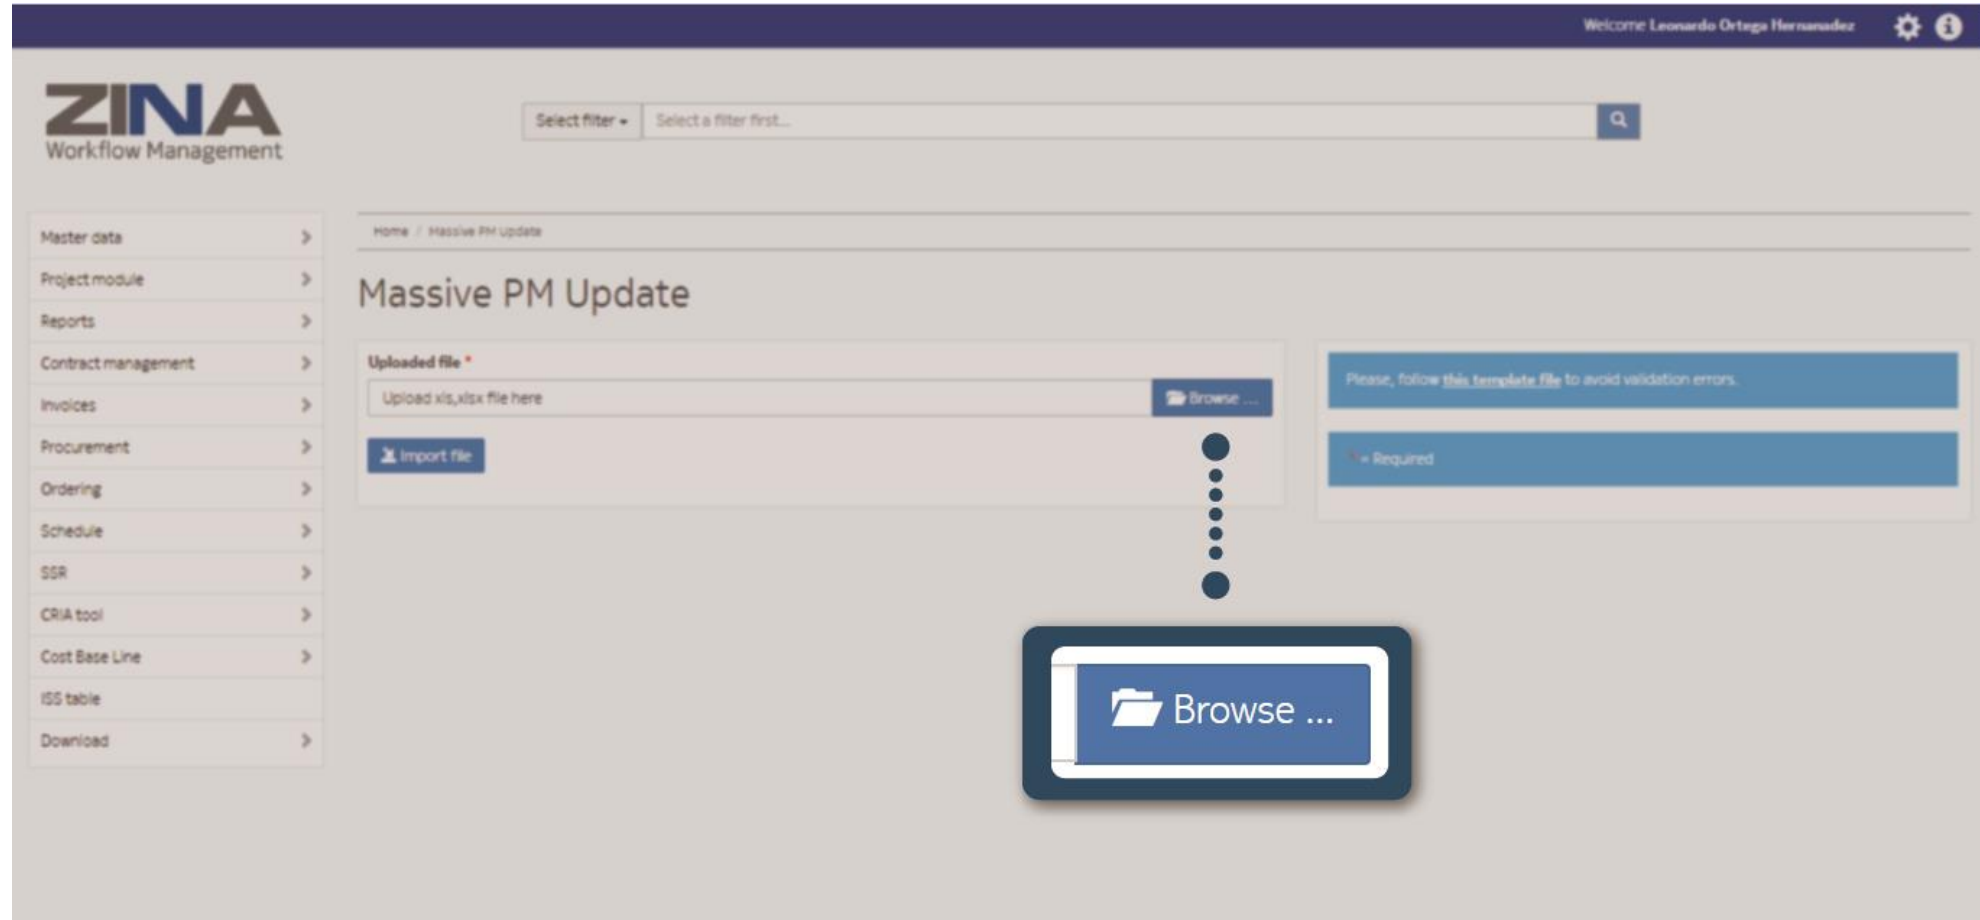 Welcome Leonardo Ortega Hernanadez
ZINA
Workflow Management
Select filter
Select a filter first...
Master data
Project module
Reports
Contract management
Invoices
Procurement
Ordering
Schedule
SSR
CRIA tool
Cost Base Line
ISS table
Download
Home / Massive PM Update
Massive PM Update
Uploaded file *
Upload xls,xlsx file here
Browse ...
Import file
Please, follow this template file to avoid validation errors.
* = Required
Browse ...